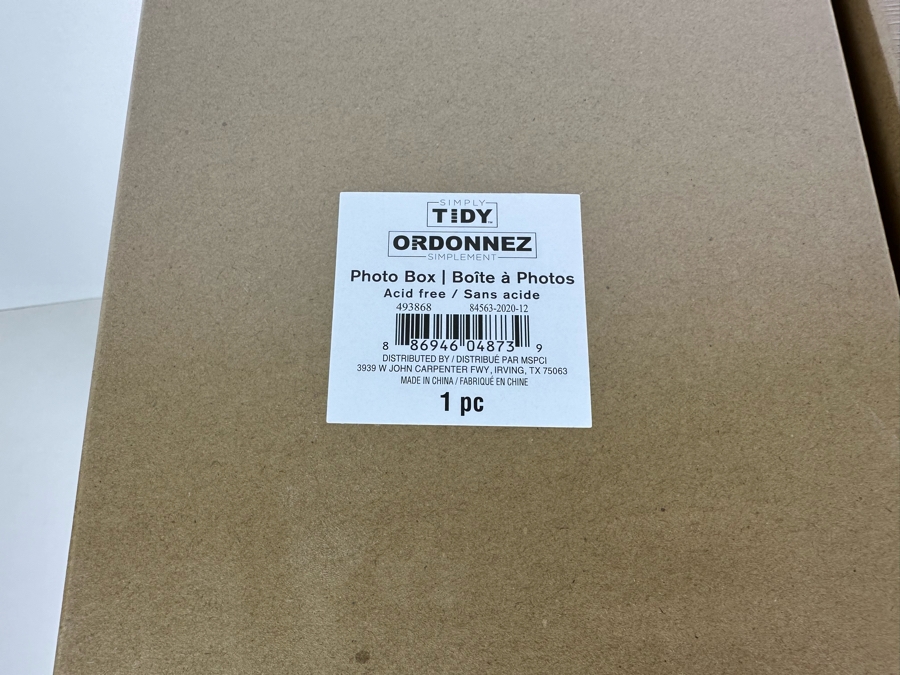 SIMPLY
TIDY™
ORDONNEZ
SIMPLEMENT
Photo Box | Boîte à Photos
Acid free / Sans acide
493868 84563-2020-12
8 86946 04873 9
DISTRIBUTED BY / DISTRIBUÉ PAR MSPCI
3939 W JOHN CARPENTER FWY, IRVING, TX 75063
MADE IN CHINA / FABRIQUÉ EN CHINE
1 pc